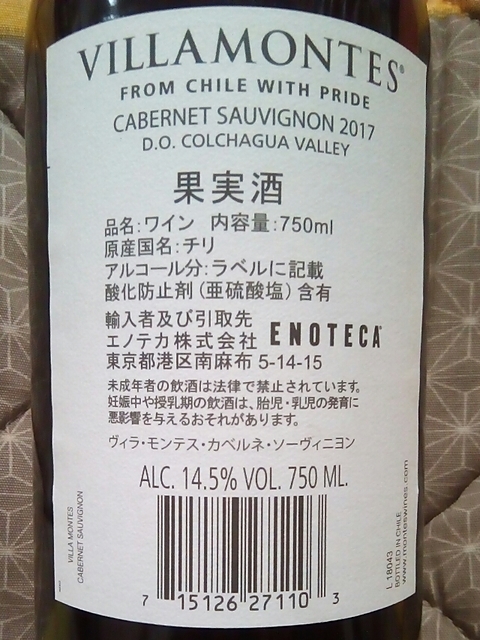 VILLAMONTES®
FROM CHILE WITH PRIDE
CABERNET SAUVIGNON 2017
D.O. COLCHAGUA VALLEY
果実酒
品名:ワイン 内容量:750ml
原産国名:チリ
アルコール分:ラベルに記載
酸化防止剤(亜硫酸塩)含有
輸入者及び引取先
エノテカ株式会社 ENOTECA
東京都港区南麻布 5-14-15
未成年者の飲酒は法律で禁止されています。
妊娠中や授乳期の飲酒は、胎児・乳児の発育に
悪影響を与えるおそれがあります。
ヴィラ・モンテス・カベルネ・ソーヴィニヨン
ALC. 14.5% VOL. 750 ML.
VILLA MONTES
CABERNET SAUVIGNON
L.18043
BOTTLED IN CHILE
www.monteswines.com
7 15126 27110 3